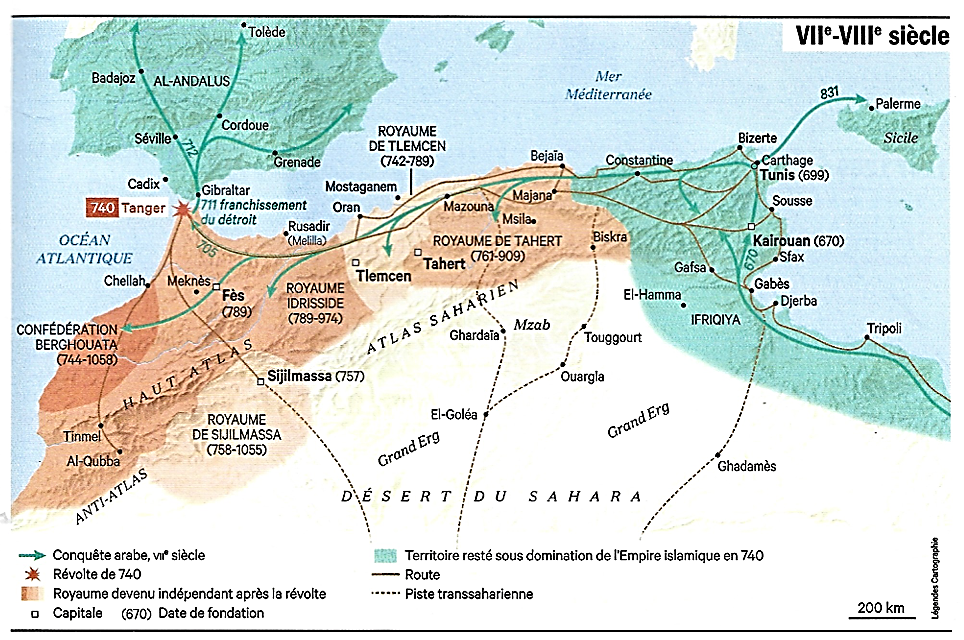 VIIᵉ-VIIIᵉ siècle
Tolède
Badajoz
AL-ANDALUS
Mer
Méditerranée
831
Palerme
Sicile
Cordoue
Séville
712
Grenade
ROYAUME
DE TLEMCEN
(742-789)
Bejaïa
Constantine
Bizerte
Carthage
Tunis (699)
Cadix
Gibraltar
711 franchissement
du détroit
Mostaganem
Oran
Mazouna
Majana
Sousse
740 Tanger
Rusadir
(Melilla)
Msila
705
OCÉAN
ATLANTIQUE
ROYAUME DE TAHERT
(761-909)
Biskra
Kairouan (670)
670
Sfax
Tlemcen
Tahert
Gafsa
Gabès
Chellah
Meknès
Fès
(789)
ROYAUME
IDRISSIDE
(789-974)
El-Hamma
Djerba
IFRIQIYA
CONFÉDÉRATION
BERGHOUATA
(744-1058)
ATLAS SAHARIEN
Ghardaïa
Mzab
Touggourt
Tripoli
HAUT ATLAS
Sijilmassa (757)
Ouargla
ROYAUME
DE SIJILMASSA
(758-1055)
El-Goléa
Grand Erg
Grand Erg
Tinmel
Al-Qubba
Ghadamès
ANTI-ATLAS
DÉSERT DU SAHARA
Conquête arabe, VIIᵉ siècle
Révolte de 740
Royaume devenu indépendant après la révolte
Capitale (670) Date de fondation
Territoire resté sous domination de l'Empire islamique en 740
Route
Piste transsaharienne
200 km
Légendes Cartographie